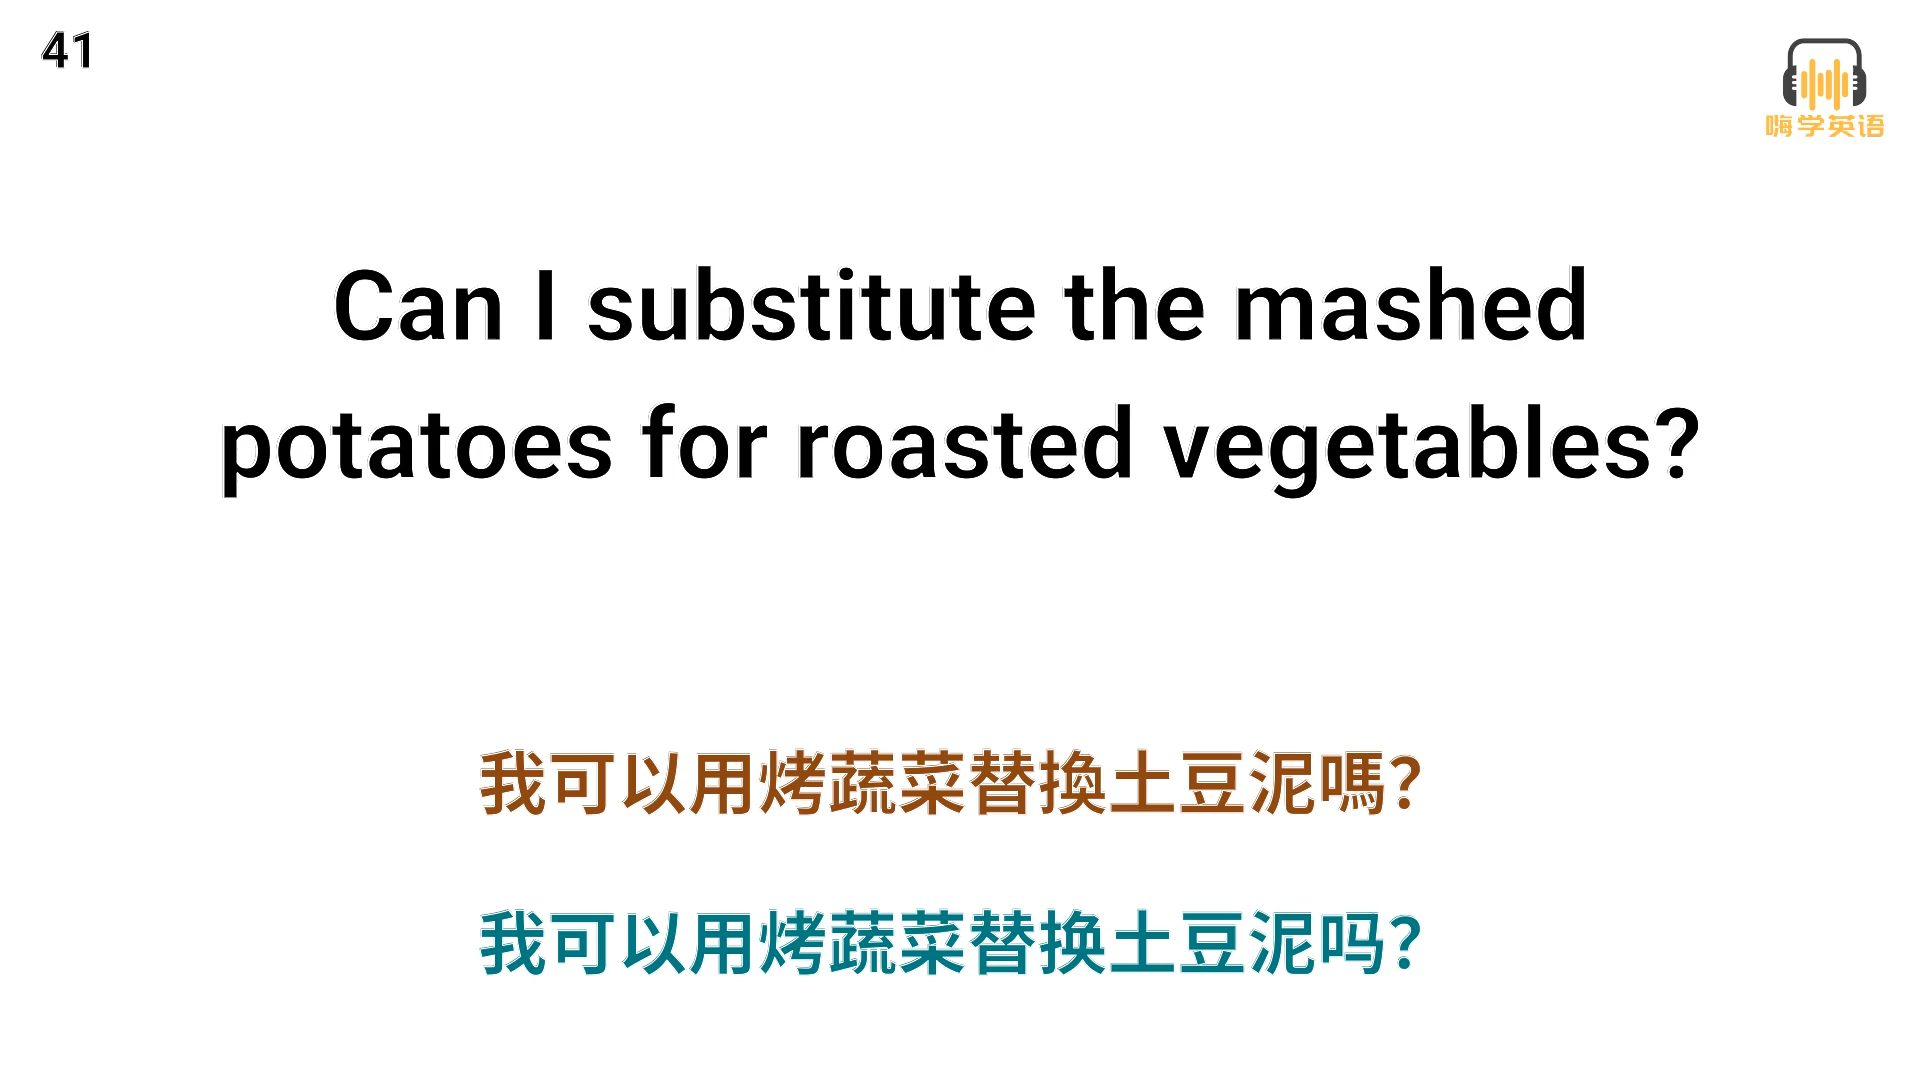 41
嗨学英语
Can I substitute the mashed
potatoes for roasted vegetables?
我可以用烤蔬菜替換土豆泥嗎?
我可以用烤蔬菜替换土豆泥吗?